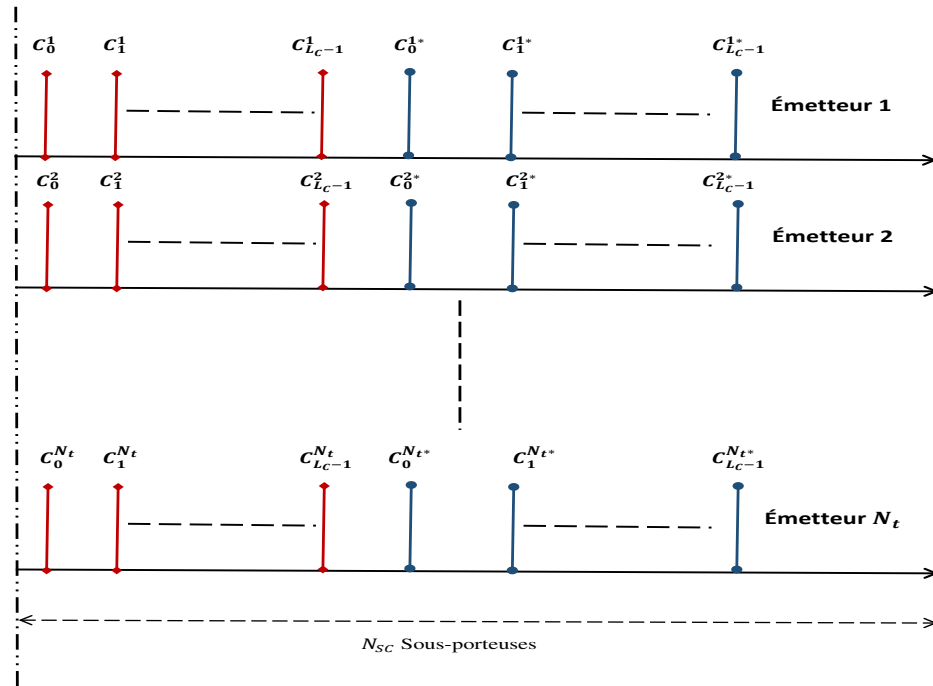 C_0^1 C_1^1 C_{L_C-1}^1 C_0^{1*} C_1^{1*} C_{L_C-1}^{1*}
Émetteur 1
C_0^2 C_1^2 C_{L_C-1}^2 C_0^{2*} C_1^{2*} C_{L_C-1}^{2*}
Émetteur 2
C_0^{N_t} C_1^{N_t} C_{L_C-1}^{N_t} C_0^{N_t*} C_1^{N_t*} C_{L_C-1}^{N_t*}
Émetteur N_t
N_{SC} Sous-porteuses